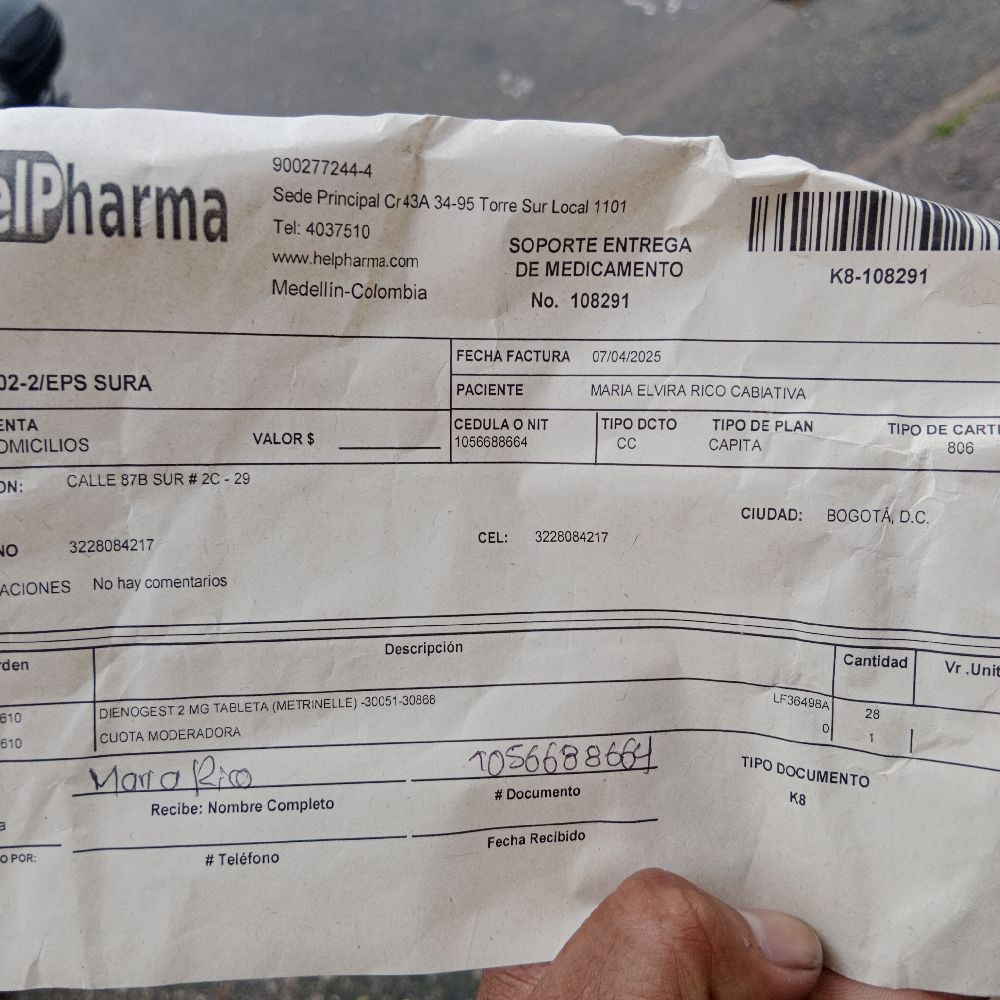 elPharma
900277244-4
Sede Principal Cr43A 34-95 Torre Sur Local 1101
Tel: 4037510
www.helpharma.com
Medellín-Colombia
SOPORTE ENTREGA
DE MEDICAMENTO
No. 108291
K8-108291
02-2/EPS SURA
FECHA FACTURA 07/04/2025
PACIENTE MARIA ELVIRA RICO CABIATIVA
ENTA
OMICILIOS VALOR $
CEDULA O NIT TIPO DCTO TIPO DE PLAN TIPO DE CARTE
1056688664 CC CAPITA 806
ON: CALLE 87B SUR # 2C - 29
CIUDAD: BOGOTÁ, D.C.
NO 3228084217 CEL: 3228084217
ACIONES No hay comentarios
rden Descripción Cantidad Vr .Unit
610 DIENOGEST 2 MG TABLETA (METRINELLE) -30051-30868 LF36498A 28
610 CUOTA MODERADORA 0 1
Maria Rico 1056688664
Recibe: Nombre Completo # Documento
TIPO DOCUMENTO
K8
a
O POR: # Teléfono Fecha Recibido